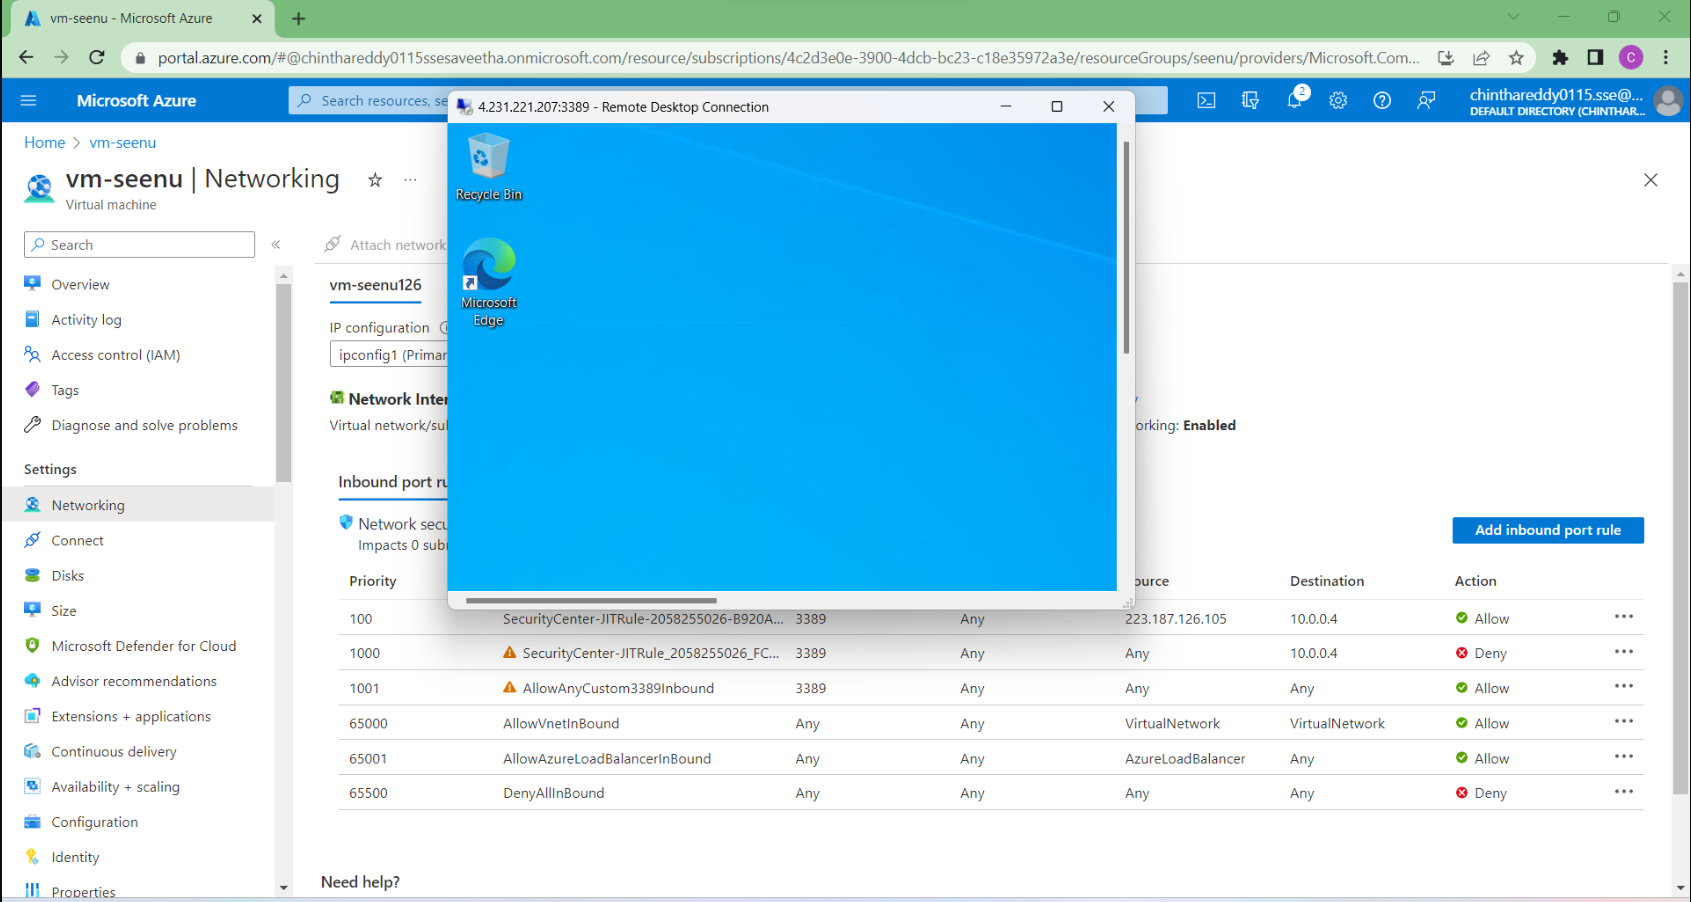 vm-seenu - Microsoft Azure
portal.azure.com/#@chinthareddy0115ssesaveetha.onmicrosoft.com/resource/subscriptions/4c2d3e0e-3900-4dcb-bc23-c18e35972a3e/resourceGroups/seenu/providers/Microsoft.Com...
C
Microsoft Azure
Search resources, se
2
chinthareddy0115.sse@...
DEFAULT DIRECTORY (CHINTHAR...
4.231.221.207:3389 - Remote Desktop Connection
Recycle Bin
Microsoft
Edge
Home > vm-seenu
vm-seenu | Networking
Virtual machine
Search
Overview
Activity log
Access control (IAM)
Tags
Diagnose and solve problems
Settings
Networking
Connect
Disks
Size
Microsoft Defender for Cloud
Advisor recommendations
Extensions + applications
Continuous delivery
Availability + scaling
Configuration
Identity
Properties
Attach network
vm-seenu126
IP configuration
ipconfig1 (Primar
Network Inter
Virtual network/su
orking: Enabled
Inbound port ru
Network secu
Impacts 0 sub
Add inbound port rule
Priority ource Destination Action
100 SecurityCenter-JITRule-2058255026-B920A... 3389 Any 223.187.126.105 10.0.0.4 Allow
1000 SecurityCenter-JITRule_2058255026_FC... 3389 Any Any 10.0.0.4 Deny
1001 AllowAnyCustom3389Inbound 3389 Any Any Any Allow
65000 AllowVnetInBound Any Any VirtualNetwork VirtualNetwork Allow
65001 AllowAzureLoadBalancerInBound Any Any AzureLoadBalancer Any Allow
65500 DenyAllInBound Any Any Any Any Deny
Need help?